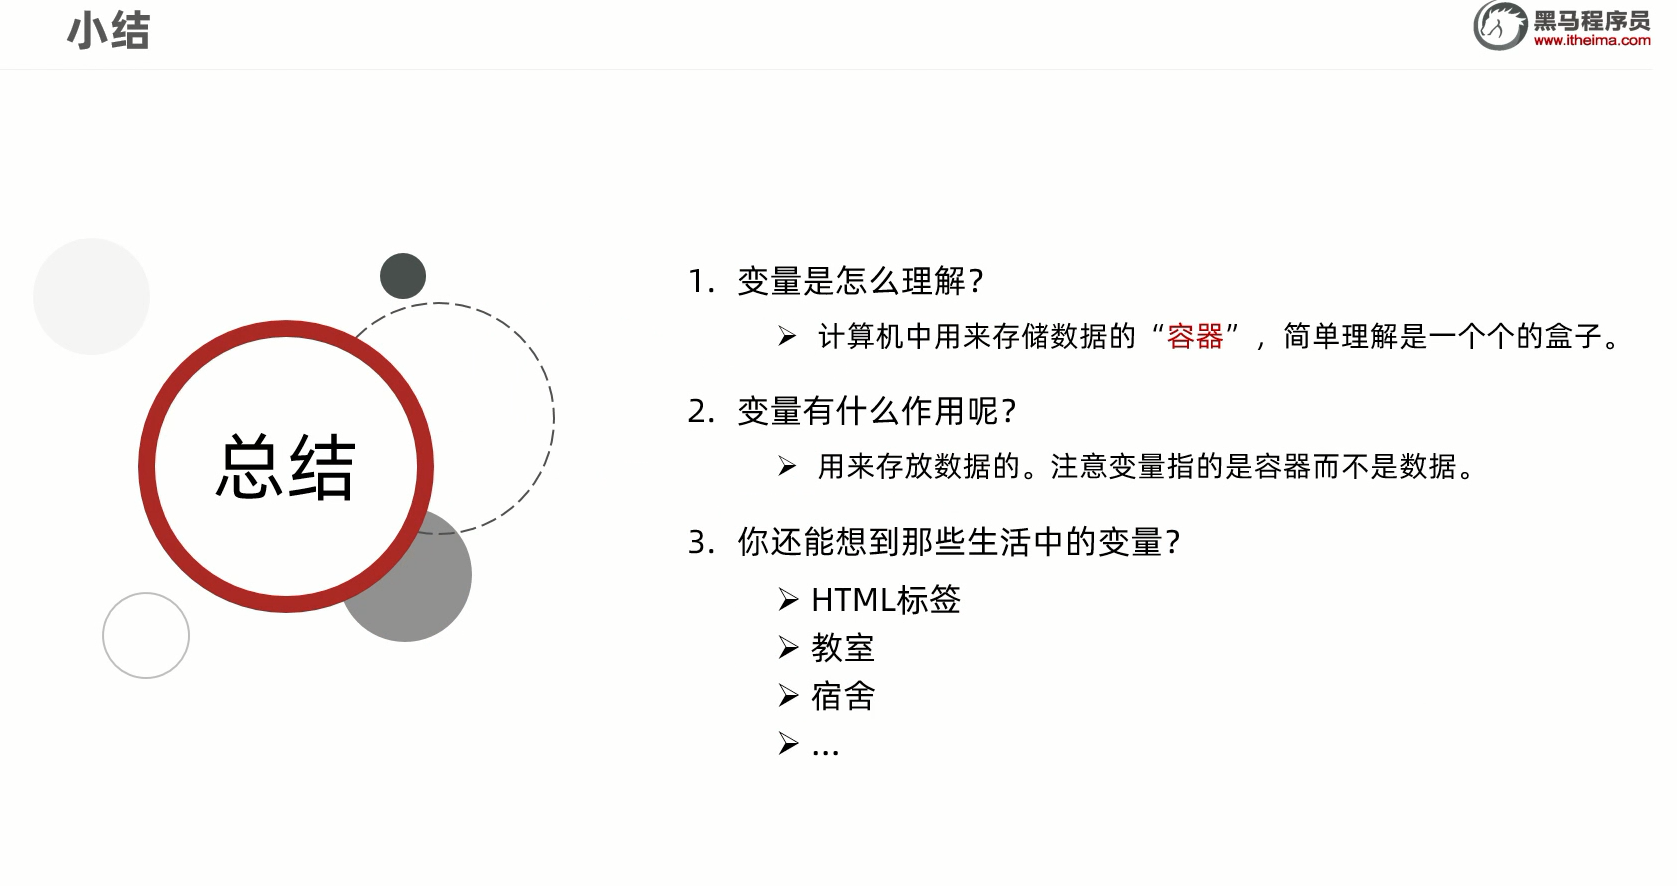 小结
黑马程序员
www.itheima.com
总结
1. 变量是怎么理解？
➢ 计算机中用来存储数据的“容器”，简单理解是一个个的盒子。
2. 变量有什么作用呢？
➢ 用来存放数据的。注意变量指的是容器而不是数据。
3. 你还能想到那些生活中的变量？
➢ HTML标签
➢ 教室
➢ 宿舍
➢ ...